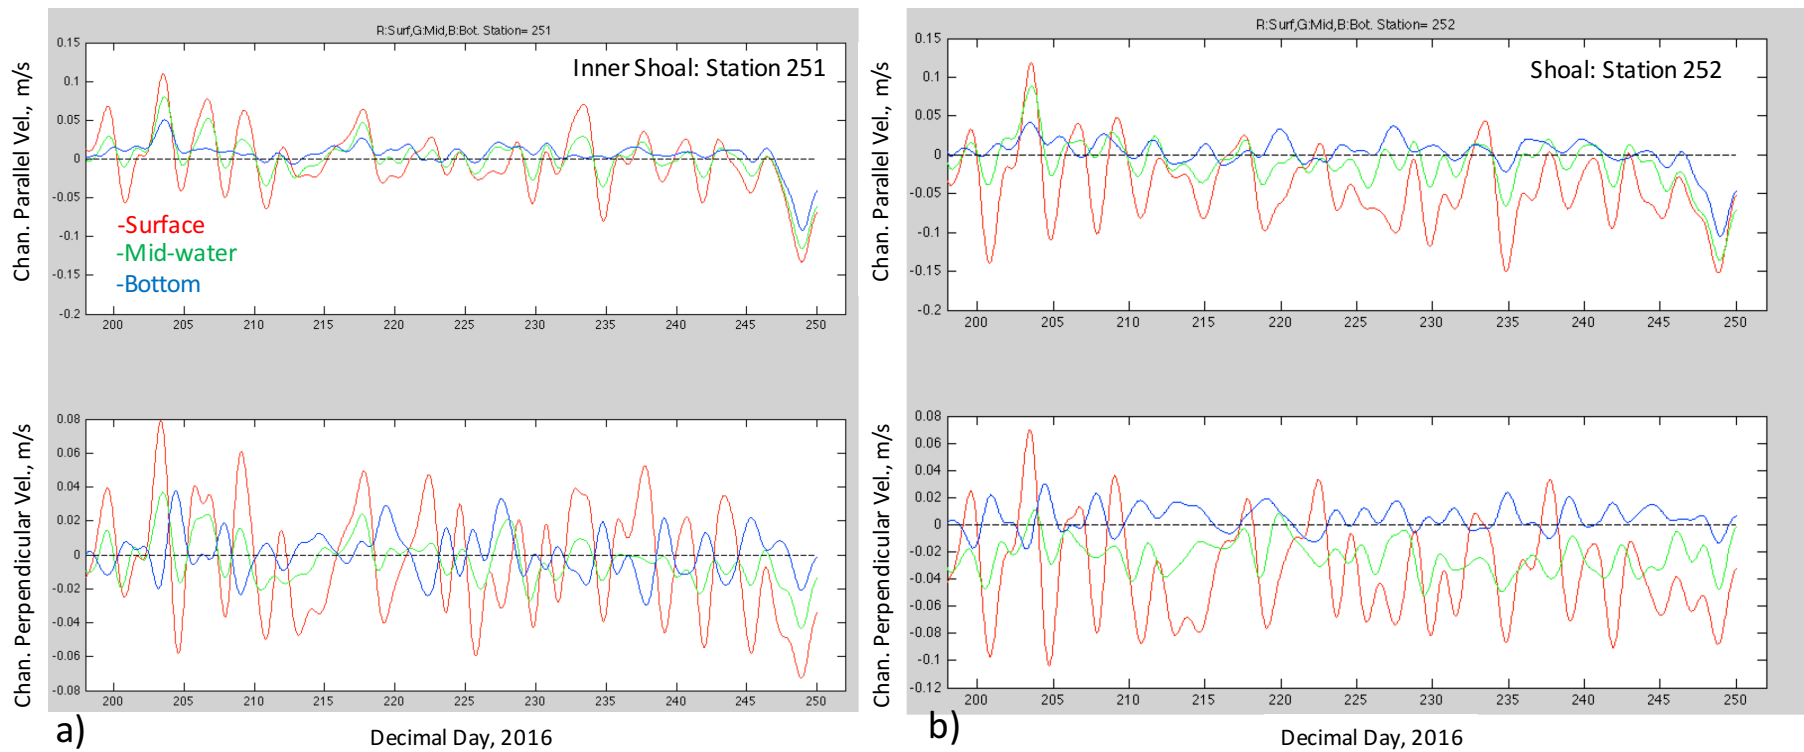 R:Surf,G:Mid,B:Bot. Station= 251
Inner Shoal: Station 251
Chan. Parallel Vel., m/s
0.15
0.1
0.05
0
-0.05
-0.1
-0.15
-0.2
-Surface
-Mid-water
-Bottom
200 205 210 215 220 225 230 235 240 245 250
Chan. Perpendicular Vel., m/s
0.08
0.06
0.04
0.02
0
-0.02
-0.04
-0.06
-0.08
200 205 210 215 220 225 230 235 240 245 250
a)
Decimal Day, 2016
R:Surf,G:Mid,B:Bot. Station= 252
Shoal: Station 252
Chan. Parallel Vel., m/s
0.15
0.1
0.05
0
-0.05
-0.1
-0.15
-0.2
200 205 210 215 220 225 230 235 240 245 250
Chan. Perpendicular Vel., m/s
0.08
0.06
0.04
0.02
0
-0.02
-0.04
-0.06
-0.08
-0.1
-0.12
200 205 210 215 220 225 230 235 240 245 250
b)
Decimal Day, 2016